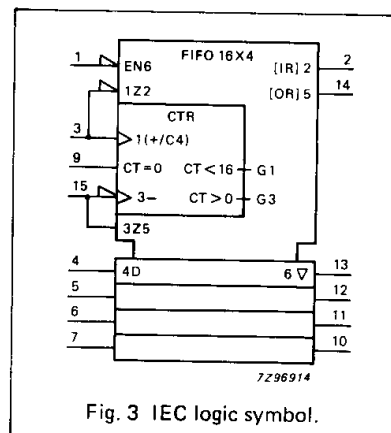 FIFO 16X4
1 EN6 [IR] 2 2
1Z2 [OR] 5 14
CTR
3 1(+/C4) CT<16 G1
9 CT=0 CT>0 G3
15 3−
3Z5
4 4D 6 ▽ 13
5 12
6 11
7 10
7Z96914
Fig. 3 IEC logic symbol.